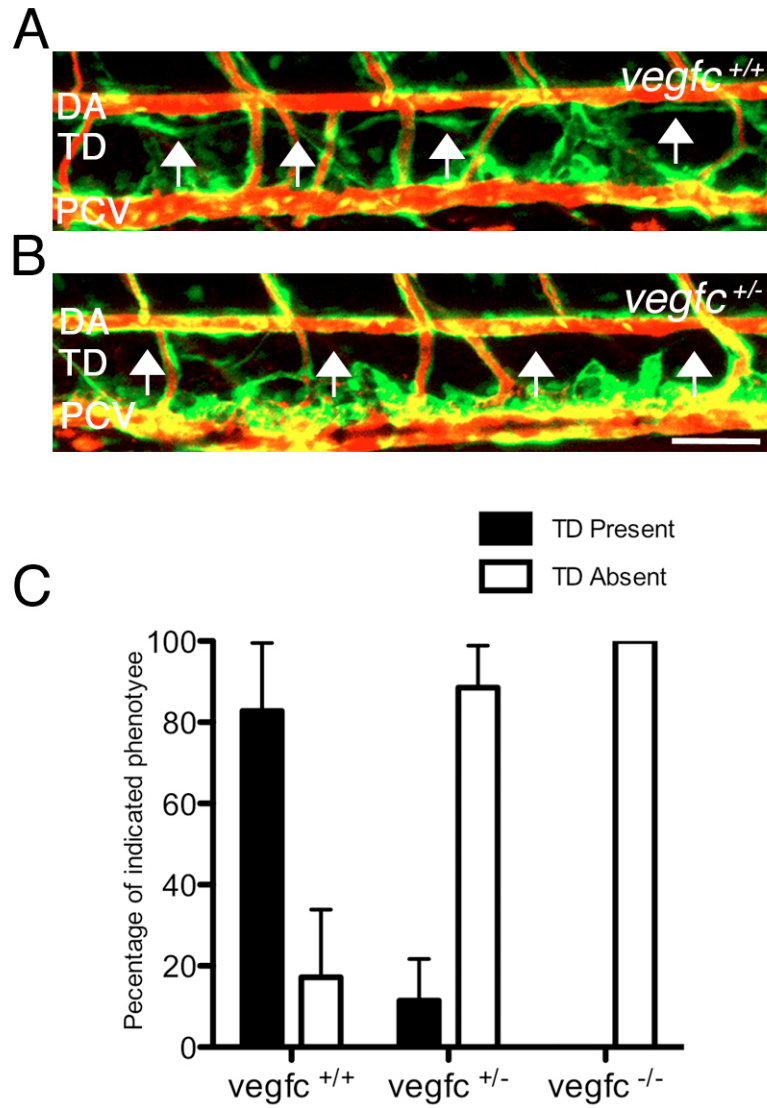 A
vegfc +/+
DA
TD
PCV
B
vegfc +/-
DA
TD
PCV
TD Present
TD Absent
C
Pecentage of indicated phenotyee
100
80
60
40
20
0
vegfc +/+ vegfc +/- vegfc -/-